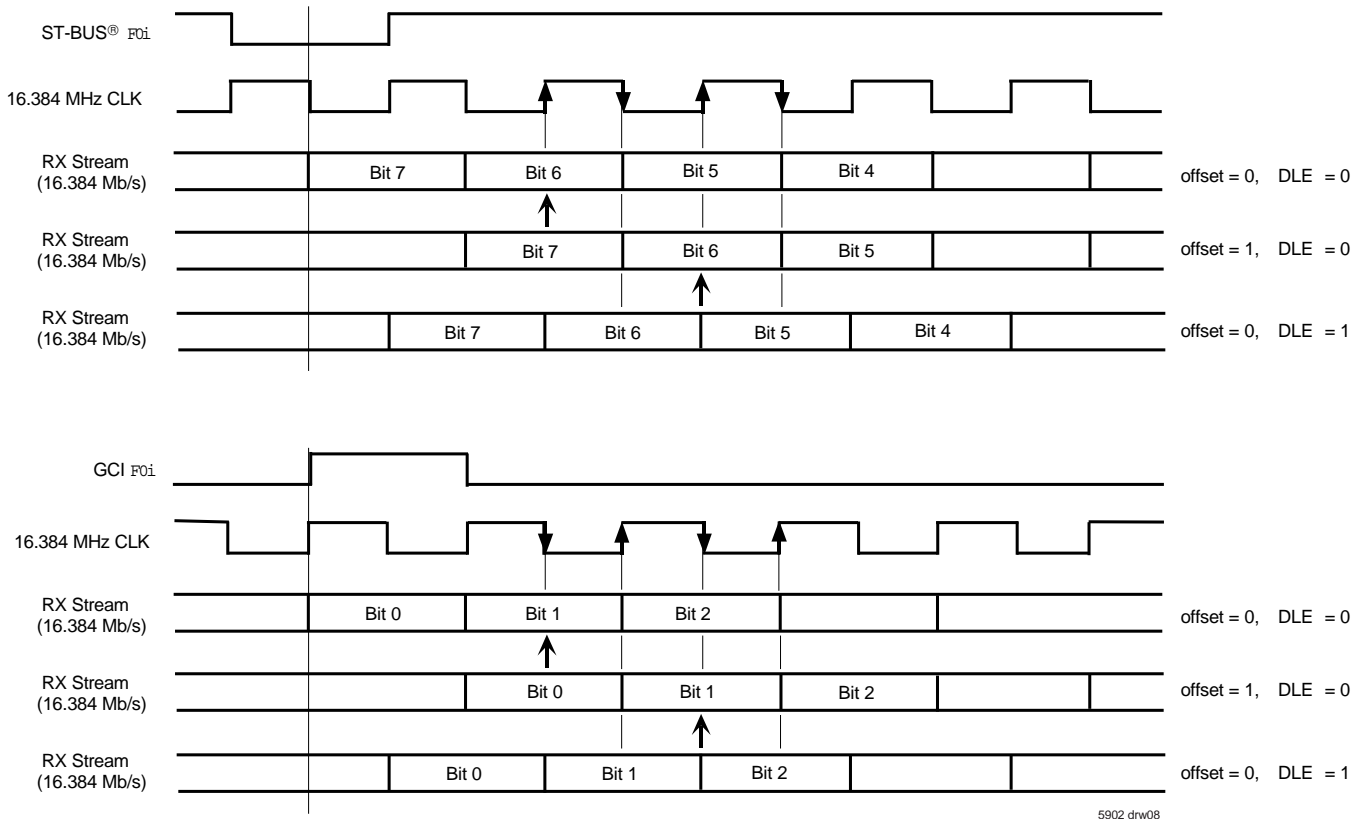 ST-BUS® F0i
16.384 MHz CLK
RX Stream
(16.384 Mb/s)
Bit 7 Bit 6 Bit 5 Bit 4
offset = 0, DLE = 0
RX Stream
(16.384 Mb/s)
Bit 7 Bit 6 Bit 5
offset = 1, DLE = 0
RX Stream
(16.384 Mb/s)
Bit 7 Bit 6 Bit 5 Bit 4
offset = 0, DLE = 1
GCI F0i
16.384 MHz CLK
RX Stream
(16.384 Mb/s)
Bit 0 Bit 1 Bit 2
offset = 0, DLE = 0
RX Stream
(16.384 Mb/s)
Bit 0 Bit 1 Bit 2
offset = 1, DLE = 0
RX Stream
(16.384 Mb/s)
Bit 0 Bit 1 Bit 2
offset = 0, DLE = 1
5902 drw08